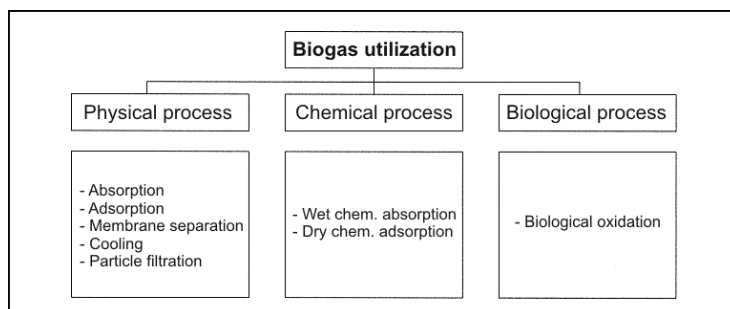 Biogas utilization
Physical process
Chemical process
Biological process
- Absorption
- Adsorption
- Membrane separation
- Cooling
- Particle filtration
- Wet chem. absorption
- Dry chem. adsorption
- Biological oxidation